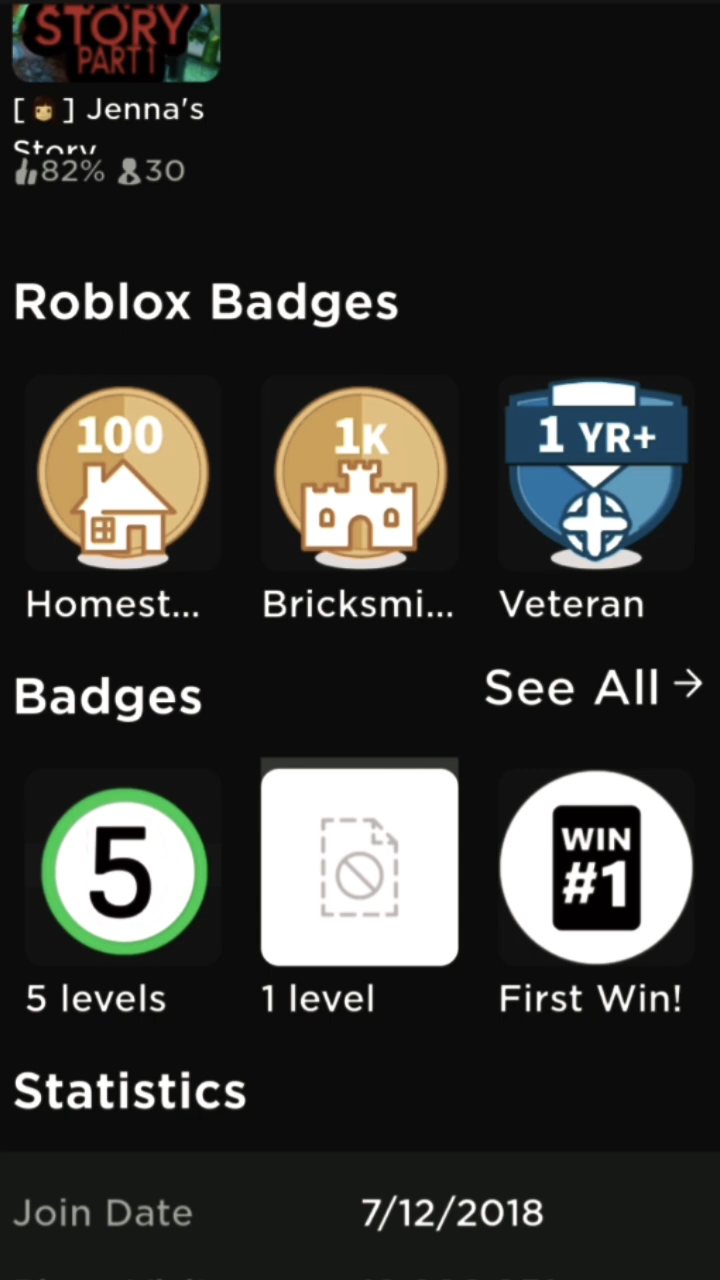 STORY
PART 1
[ 👩 ] Jenna's
Story
82% 30
Roblox Badges
100
1K
1 YR+
Homest...
Bricksmi...
Veteran
Badges
See All →
5
WIN
#1
5 levels
1 level
First Win!
Statistics
Join Date
7/12/2018